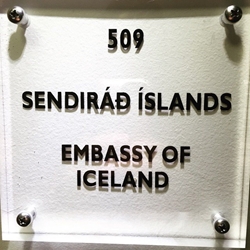 509
SENDIRÁÐ ÍSLANDS
EMBASSY OF
ICELAND